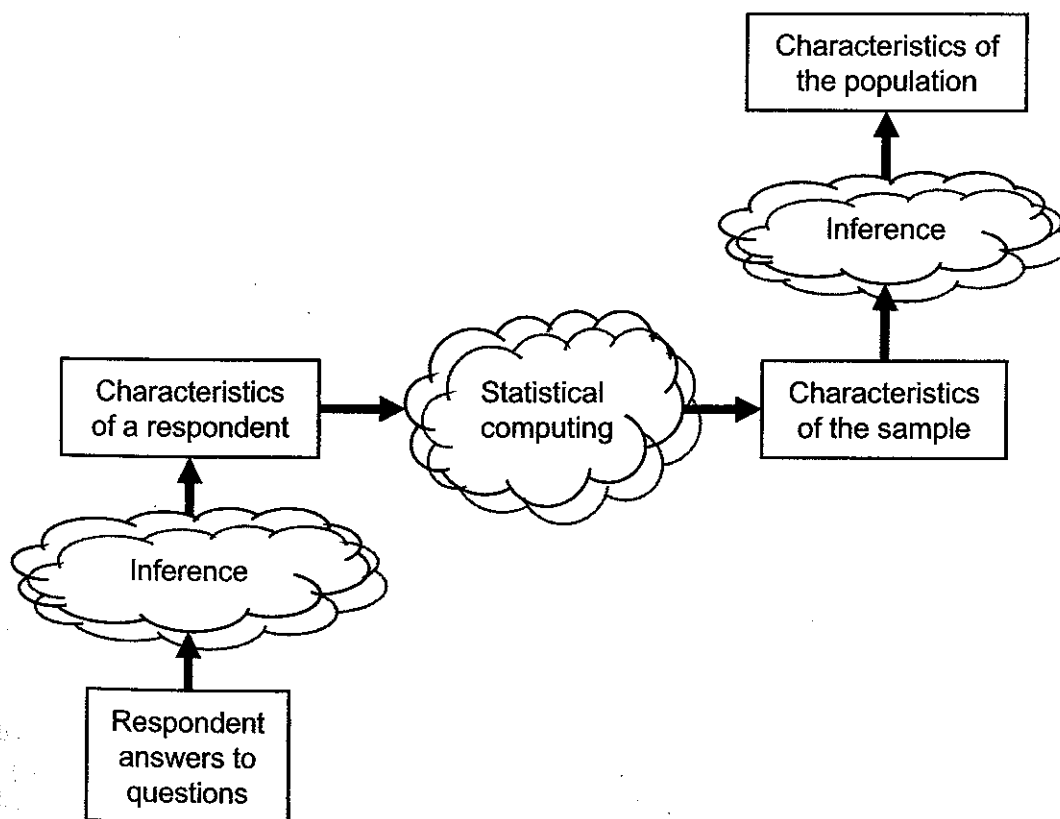 Characteristics of
the population
Inference
Characteristics
of a respondent
Statistical
computing
Characteristics
of the sample
Inference
Respondent
answers to
questions